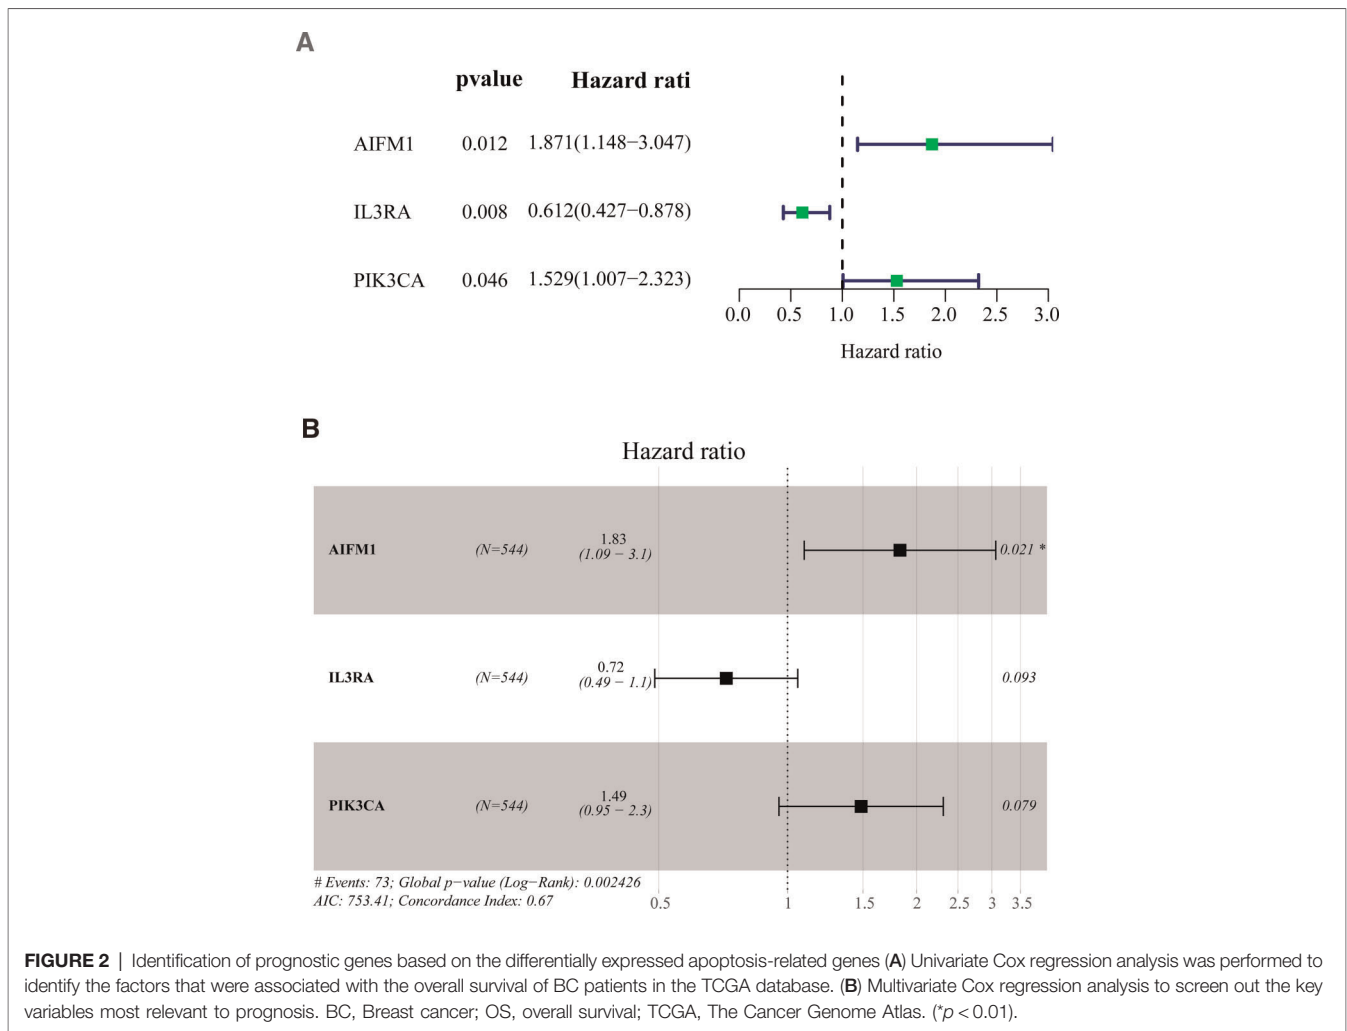 A
pvalue Hazard rati
AIFM1 0.012 1.871(1.148−3.047)
IL3RA 0.008 0.612(0.427−0.878)
PIK3CA 0.046 1.529(1.007−2.323)
0.0 0.5 1.0 1.5 2.0 2.5 3.0
Hazard ratio
B
Hazard ratio
AIFM1 (N=544) 1.83
(1.09 − 3.1) 0.021 *
IL3RA (N=544) 0.72
(0.49 − 1.1) 0.093
PIK3CA (N=544) 1.49
(0.95 − 2.3) 0.079
# Events: 73; Global p−value (Log−Rank): 0.002426
AIC: 753.41; Concordance Index: 0.67
0.5 1 1.5 2 2.5 3 3.5
FIGURE 2 | Identification of prognostic genes based on the differentially expressed apoptosis-related genes (A) Univariate Cox regression analysis was performed to
identify the factors that were associated with the overall survival of BC patients in the TCGA database. (B) Multivariate Cox regression analysis to screen out the key
variables most relevant to prognosis. BC, Breast cancer; OS, overall survival; TCGA, The Cancer Genome Atlas. (*p < 0.01).